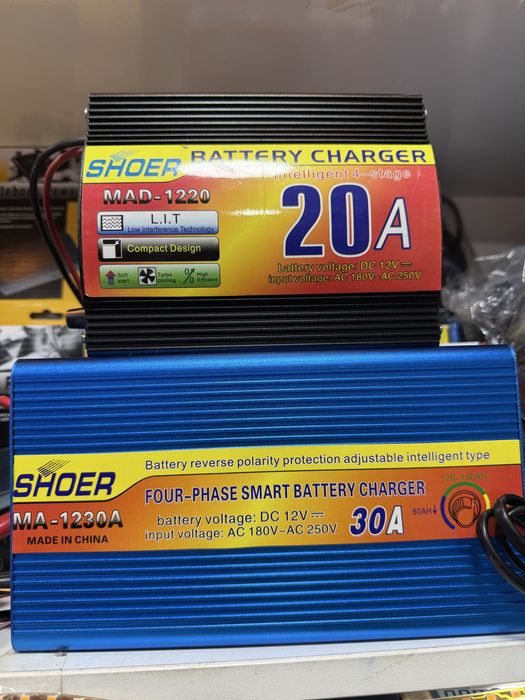 SHOER
BATTERY CHARGER
Intelligent 4-stage
MAD-1220
L.I.T
Low Interference Technology
Compact Design
Soft start
Turbo cooling
High Efficient
20A
battery voltage: DC 12V
input voltage: AC 180V-AC 250V
Battery reverse polarity protection adjustable intelligent type
SHOER
FOUR-PHASE SMART BATTERY CHARGER
MA-1230A
MADE IN CHINA
battery voltage: DC 12V
input voltage: AC 180V-AC 250V
30A
120-160AH
60AH